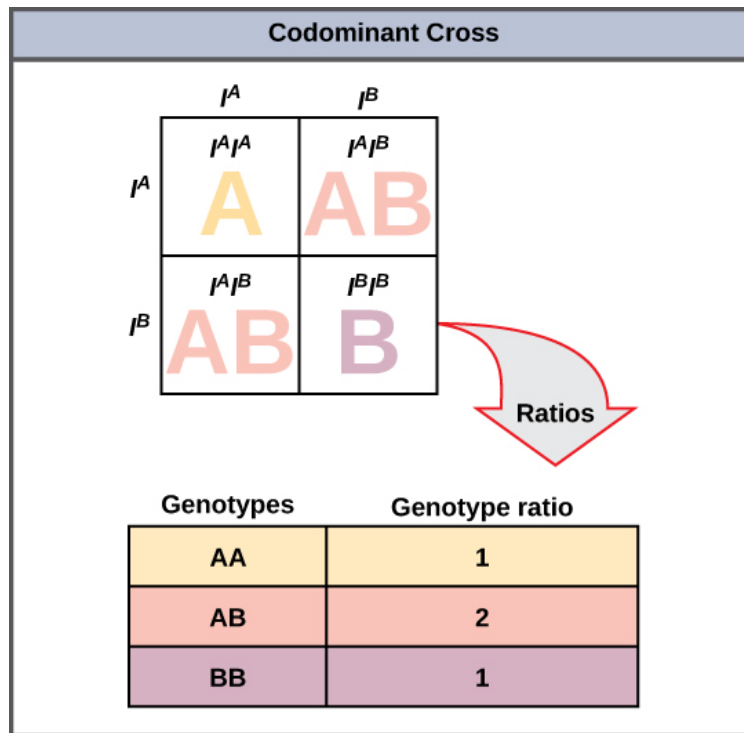 Codominant Cross
I^A I^B
I^A I^AI^A I^AI^B
A AB
I^B I^AI^B I^BI^B
AB B
Ratios
Genotypes Genotype ratio
AA 1
AB 2
BB 1